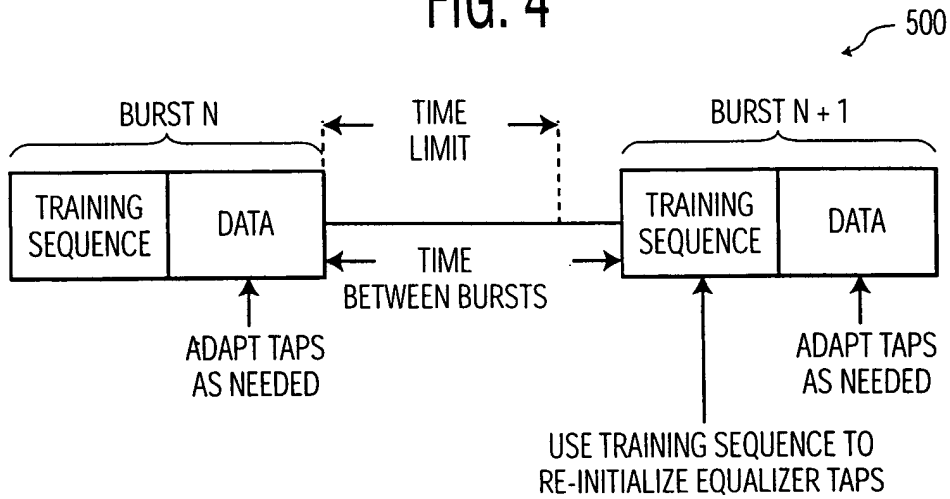 FIG. 4
500
BURST N
TIME
LIMIT
BURST N + 1
TRAINING
SEQUENCE
DATA
TIME
BETWEEN BURSTS
TRAINING
SEQUENCE
DATA
ADAPT TAPS
AS NEEDED
ADAPT TAPS
AS NEEDED
USE TRAINING SEQUENCE TO
RE-INITIALIZE EQUALIZER TAPS